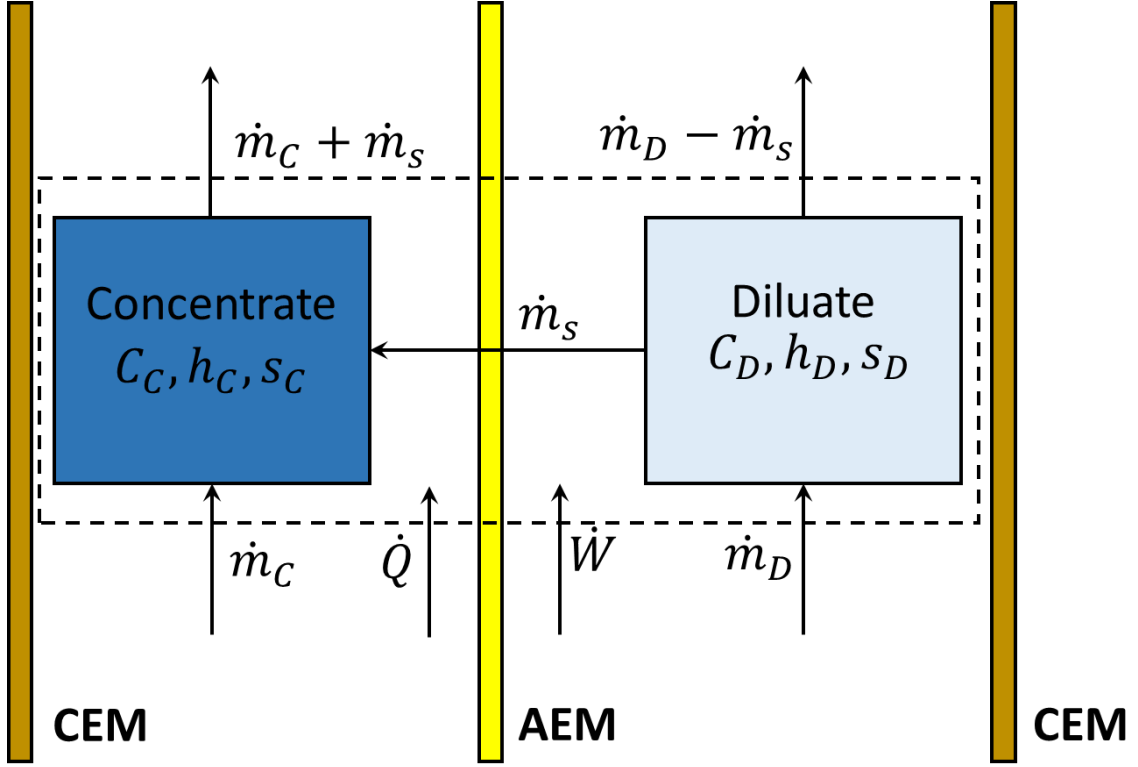 ṁ_C + ṁ_s
ṁ_D − ṁ_s
Concentrate
C_C, h_C, s_C
ṁ_s
Diluate
C_D, h_D, s_D
ṁ_C
Q̇
Ẇ
ṁ_D
CEM
AEM
CEM